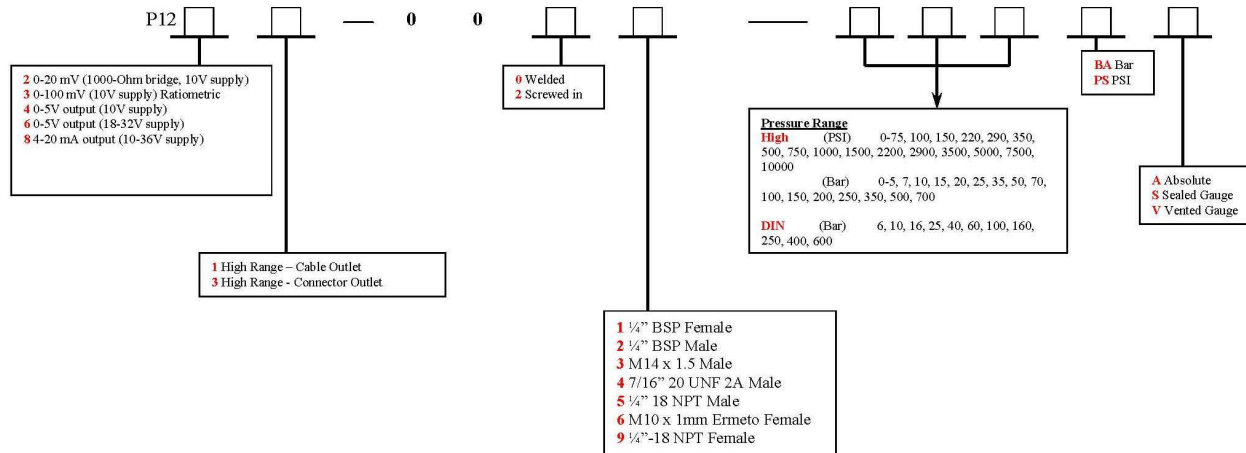 P12 — 0 0 —
2 0-20 mV (1000-Ohm bridge, 10V supply)
3 0-100 mV (10V supply) Ratiometric
4 0-5V output (10V supply)
6 0-5V output (18-32V supply)
8 4-20 mA output (10-36V supply)
0 Welded
2 Screwed in
BA Bar
PS PSI
Pressure Range
High (PSI) 0-75, 100, 150, 220, 290, 350,
500, 750, 1000, 1500, 2200, 2900, 3500, 5000, 7500,
10000
(Bar) 0-5, 7, 10, 15, 20, 25, 35, 50, 70,
100, 150, 200, 250, 350, 500, 700
DIN (Bar) 6, 10, 16, 25, 40, 60, 100, 160,
250, 400, 600
A Absolute
S Sealed Gauge
V Vented Gauge
1 High Range – Cable Outlet
3 High Range - Connector Outlet
1 ¼” BSP Female
2 ¼” BSP Male
3 M14 x 1.5 Male
4 7/16” 20 UNF 2A Male
5 ¼” 18 NPT Male
6 M10 x 1mm Ermeto Female
9 ¼”-18 NPT Female